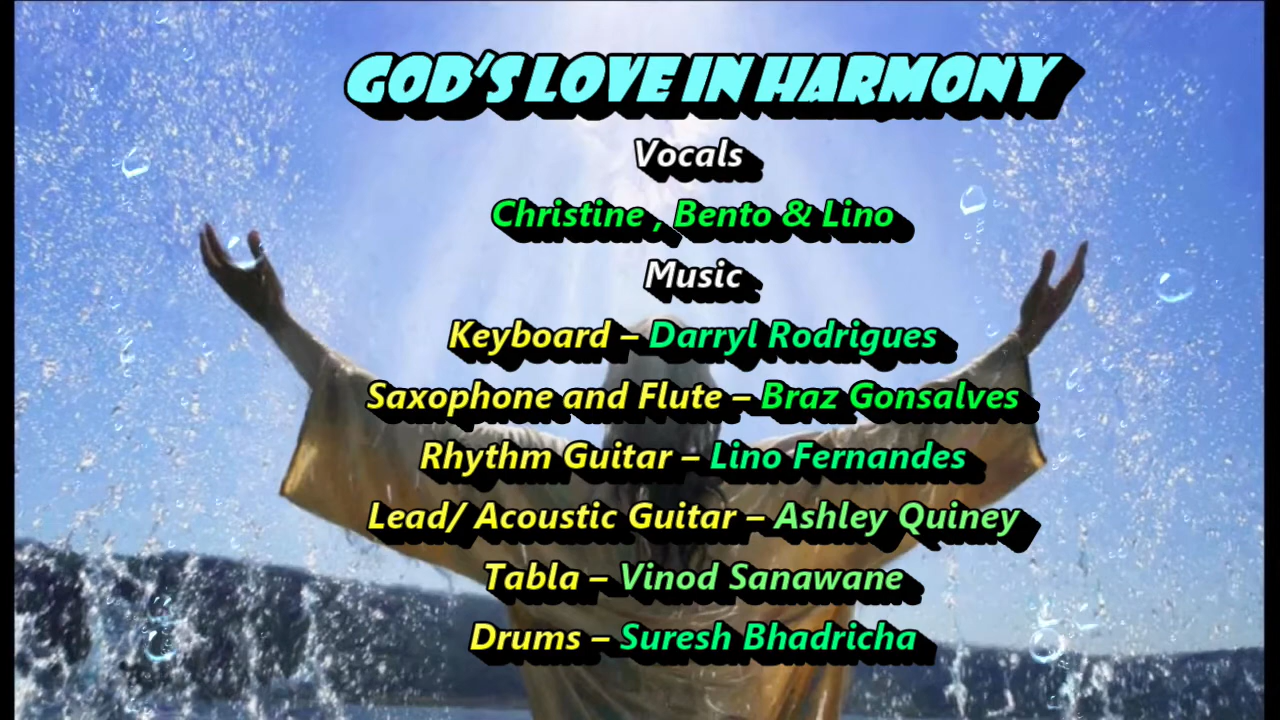 GOD'S LOVE IN HARMONY
Vocals
Christine , Bento & Lino
Music
Keyboard – Darryl Rodrigues
Saxophone and Flute – Braz Gonsalves
Rhythm Guitar – Lino Fernandes
Lead/ Acoustic Guitar – Ashley Quiney
Tabla – Vinod Sanawane
Drums – Suresh Bhadricha